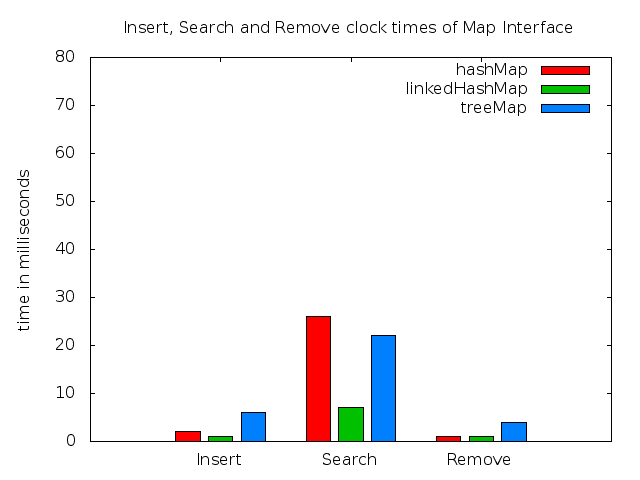 Insert, Search and Remove clock times of Map Interface
80
70
60
50
40
30
20
10
0
time in milliseconds
hashMap
linkedHashMap
treeMap
Insert
Search
Remove